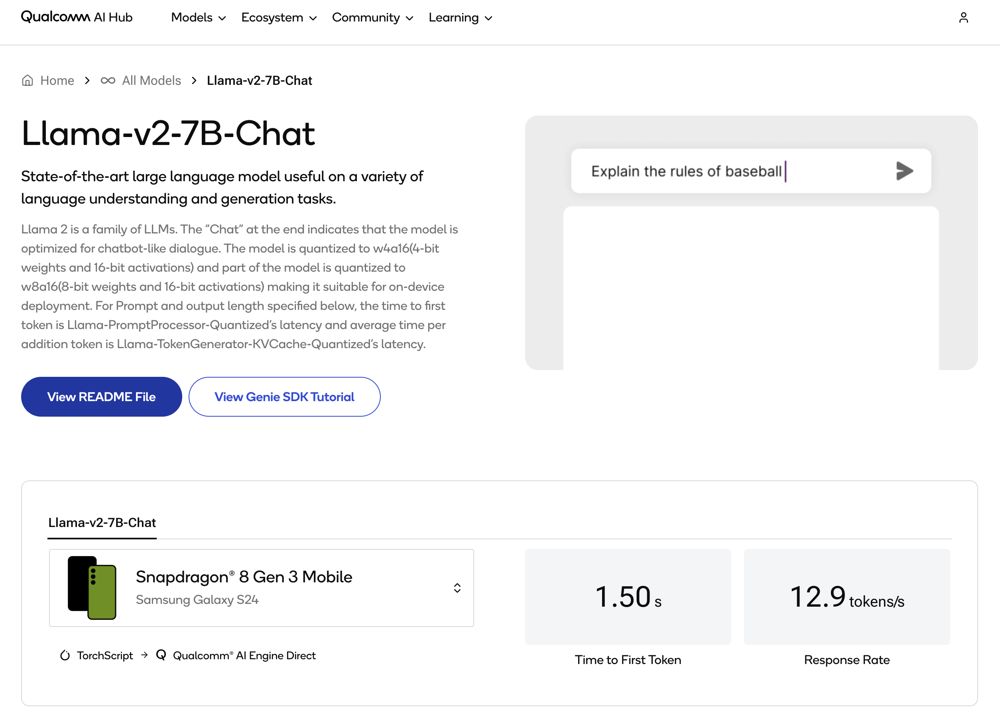 Qualcomm AI Hub Models Ecosystem Community Learning
Home All Models Llama-v2-7B-Chat
Llama-v2-7B-Chat
State-of-the-art large language model useful on a variety of
language understanding and generation tasks.
Llama 2 is a family of LLMs. The "Chat" at the end indicates that the model is
optimized for chatbot-like dialogue. The model is quantized to w4a16(4-bit
weights and 16-bit activations) and part of the model is quantized to
w8a16(8-bit weights and 16-bit activations) making it suitable for on-device
deployment. For Prompt and output length specified below, the time to first
token is Llama-PromptProcessor-Quantized's latency and average time per
addition token is Llama-TokenGenerator-KVCache-Quantized's latency.
View README File
View Genie SDK Tutorial
Explain the rules of baseball
Llama-v2-7B-Chat
Snapdragon® 8 Gen 3 Mobile
Samsung Galaxy S24
TorchScript → Qualcomm® AI Engine Direct
1.50 s
Time to First Token
12.9 tokens/s
Response Rate